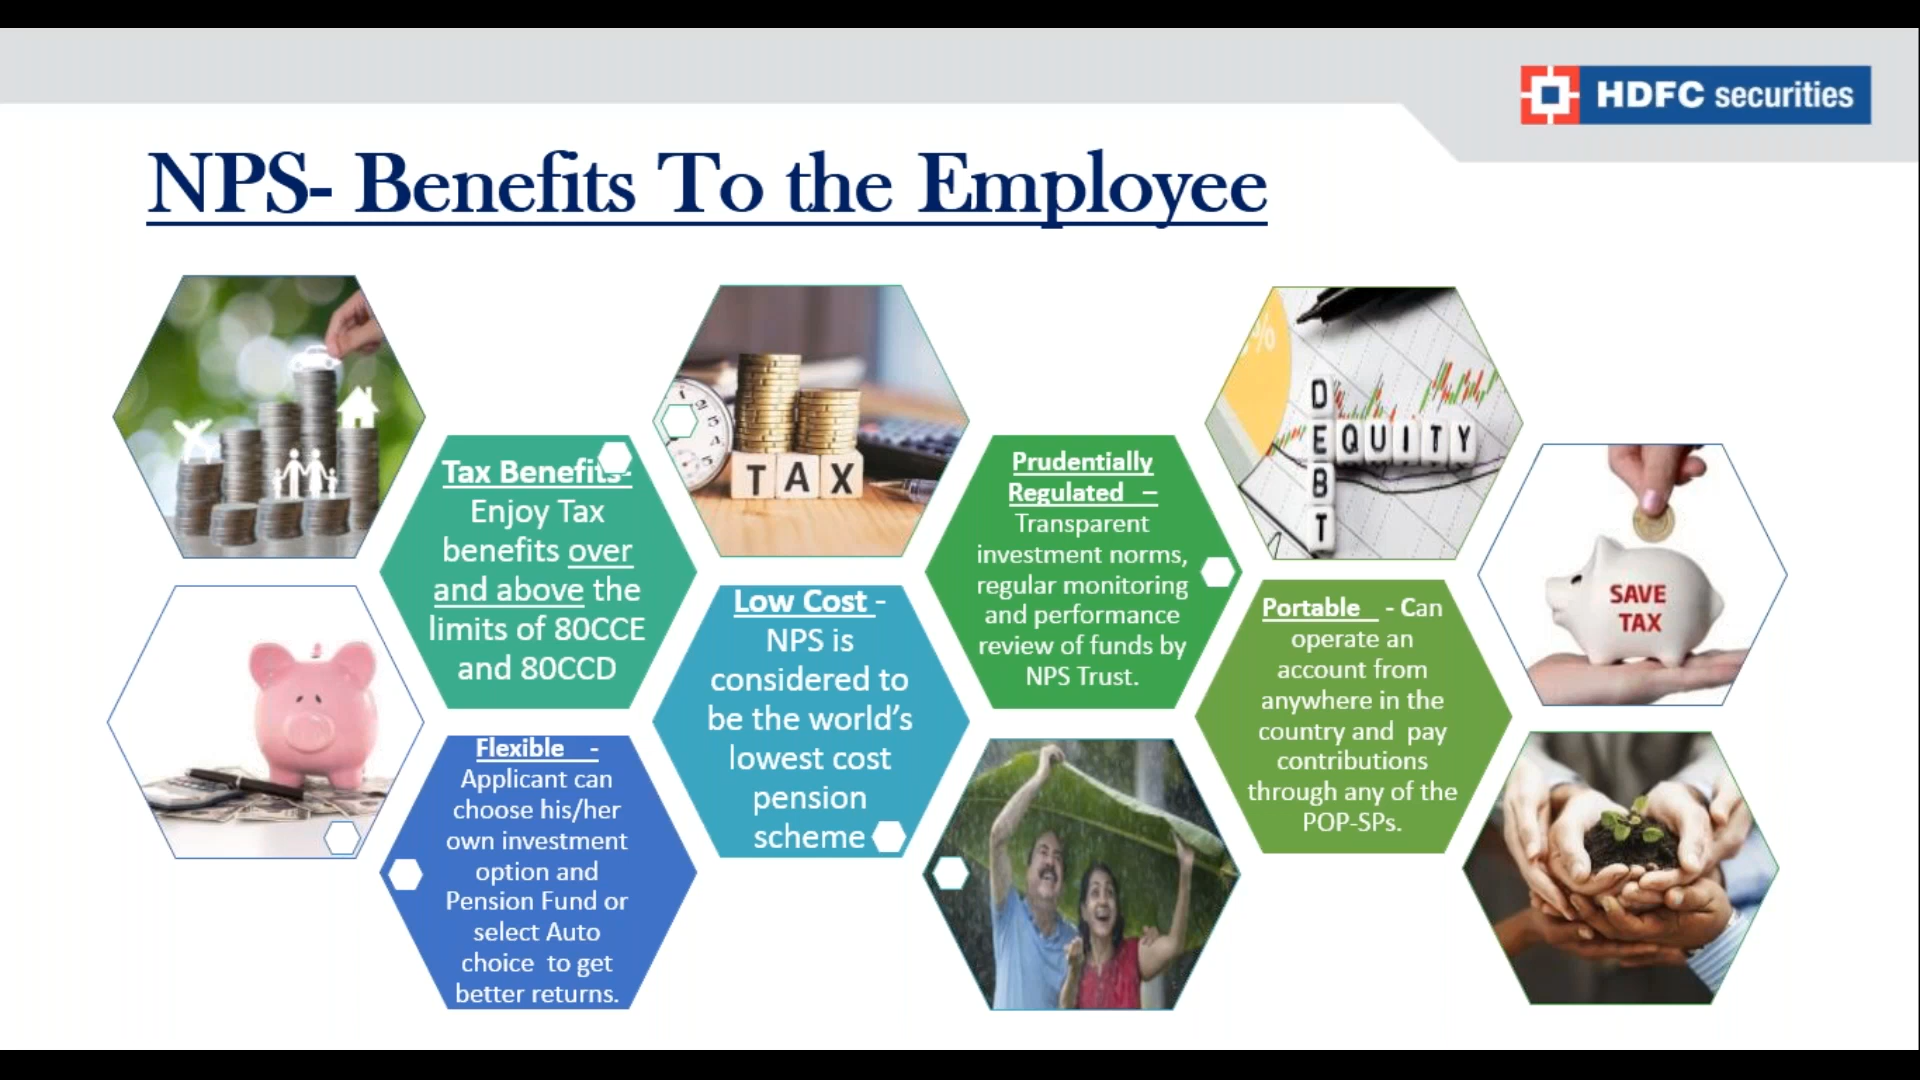 HDFC securities
NPS- Benefits To the Employee
Tax Benefits-
Enjoy Tax
benefits over
and above the
limits of 80CCE
and 80CCD
Flexible -
Applicant can
choose his/her
own investment
option and
Pension Fund or
select Auto
choice to get
better returns.
TAX
Low Cost -
NPS is
considered to
be the world’s
lowest cost
pension
scheme
Prudentially
Regulated –
Transparent
investment norms,
regular monitoring
and performance
review of funds by
NPS Trust.
%
DEBT
EQUITY
Portable - Can
operate an
account from
anywhere in the
country and pay
contributions
through any of the
POP-SPs.
SAVE
TAX